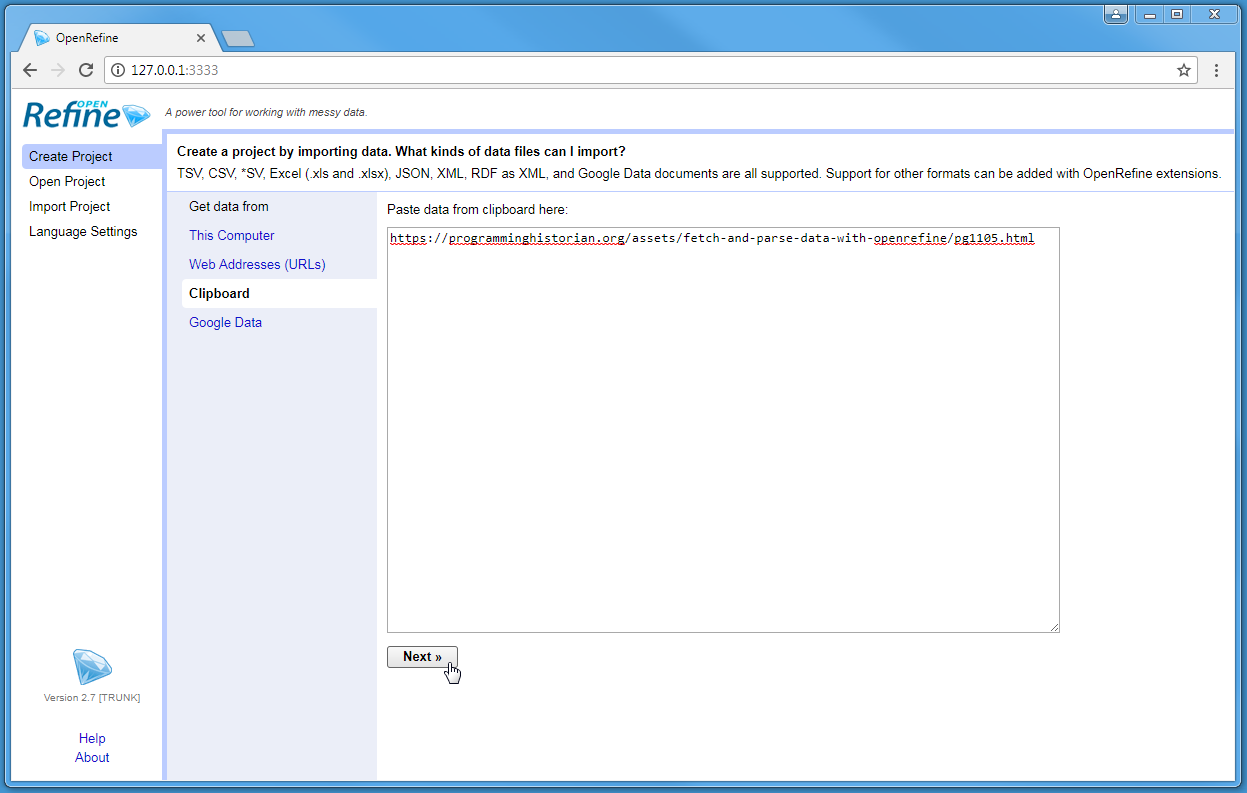 OpenRefine
127.0.0.1:3333
OPEN
Refine
A power tool for working with messy data.
Create Project
Open Project
Import Project
Language Settings
Create a project by importing data. What kinds of data files can I import?
TSV, CSV, *SV, Excel (.xls and .xlsx), JSON, XML, RDF as XML, and Google Data documents are all supported. Support for other formats can be added with OpenRefine extensions.
Get data from
This Computer
Web Addresses (URLs)
Clipboard
Google Data
Paste data from clipboard here:
https://programminghistorian.org/assets/fetch-and-parse-data-with-openrefine/pg1105.html
Next »
Version 2.7 [TRUNK]
Help
About